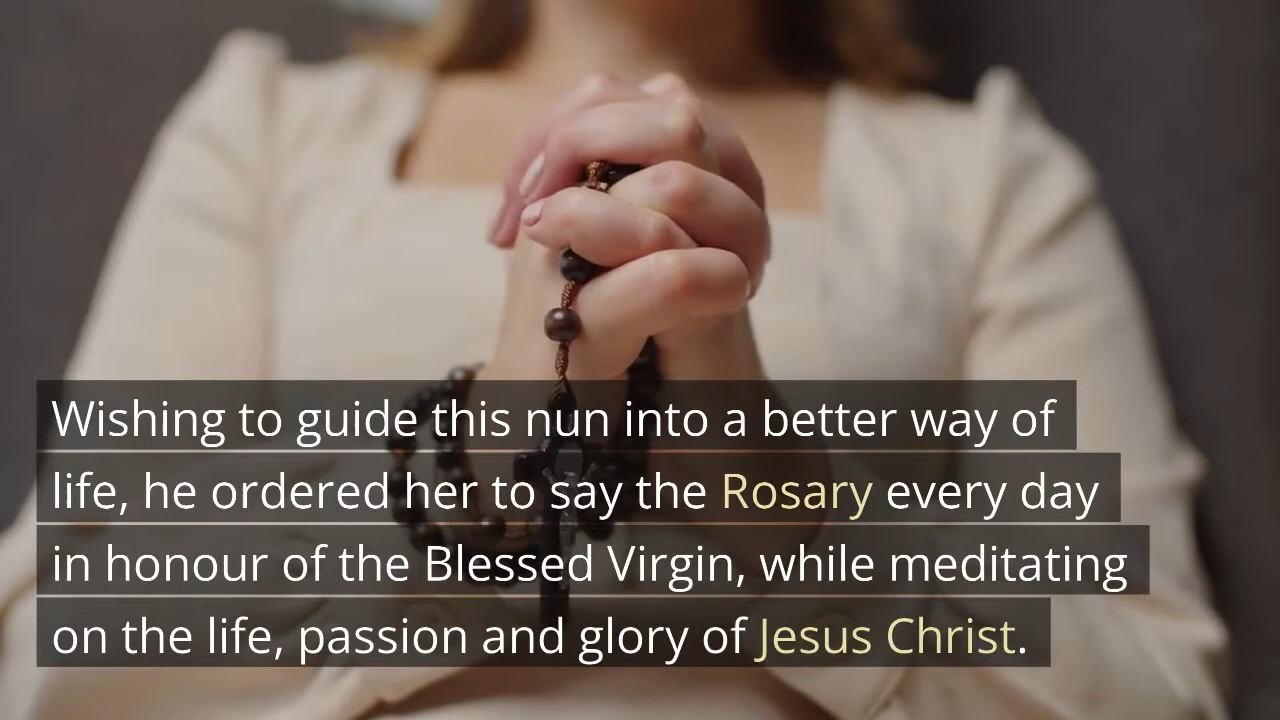 Wishing to guide this nun into a better way of
life, he ordered her to say the Rosary every day
in honour of the Blessed Virgin, while meditating
on the life, passion and glory of Jesus Christ.